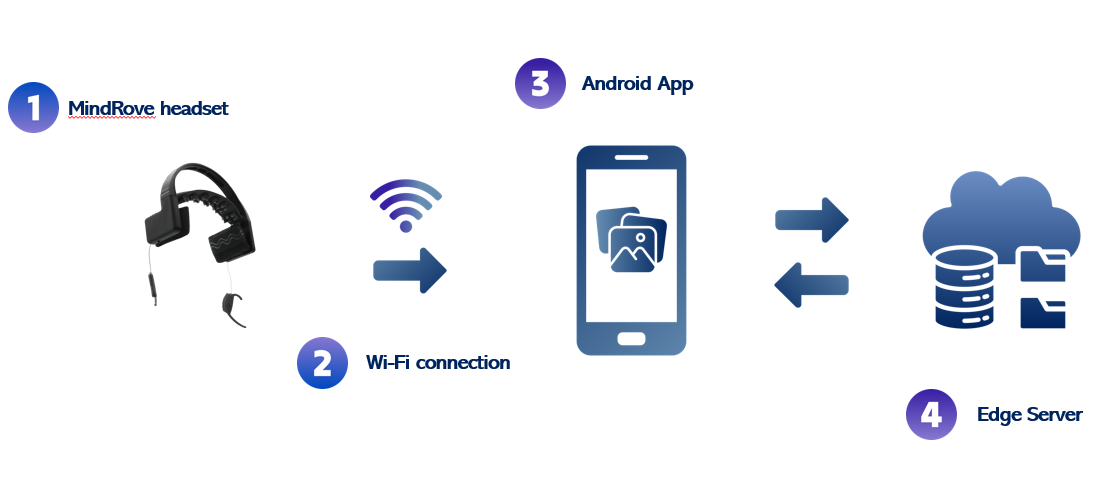 1 MindRove headset
2 Wi-Fi connection
3 Android App
4 Edge Server